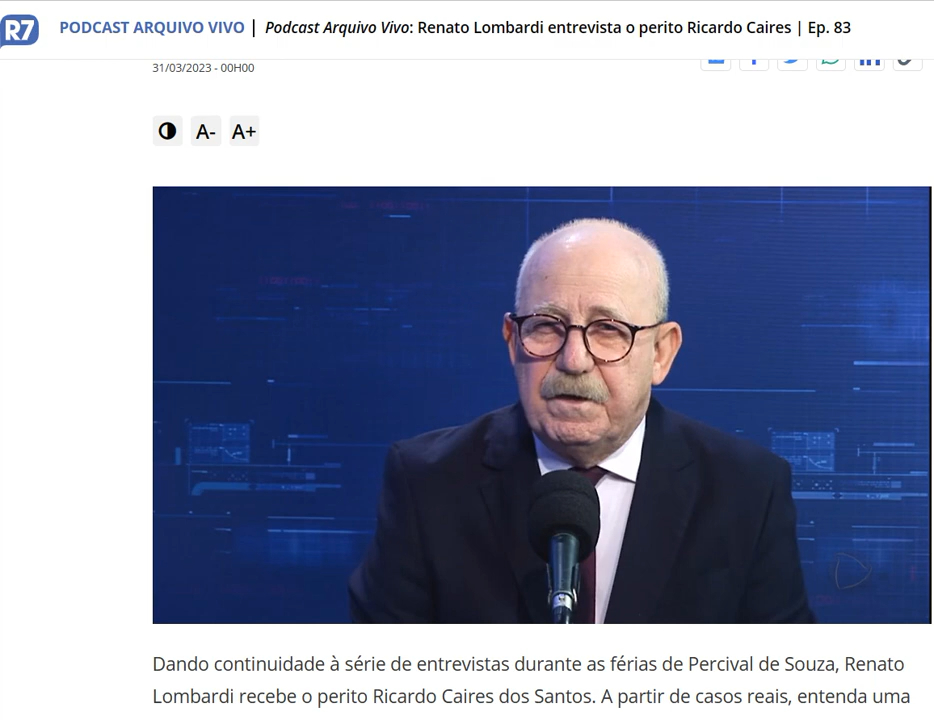 R7 PODCAST ARQUIVO VIVO | Podcast Arquivo Vivo: Renato Lombardi entrevista o perito Ricardo Caires | Ep. 83
31/03/2023 - 00H00
A- A+
Dando continuidade à série de entrevistas durante as férias de Percival de Souza, Renato
Lombardi recebe o perito Ricardo Caires dos Santos. A partir de casos reais, entenda uma